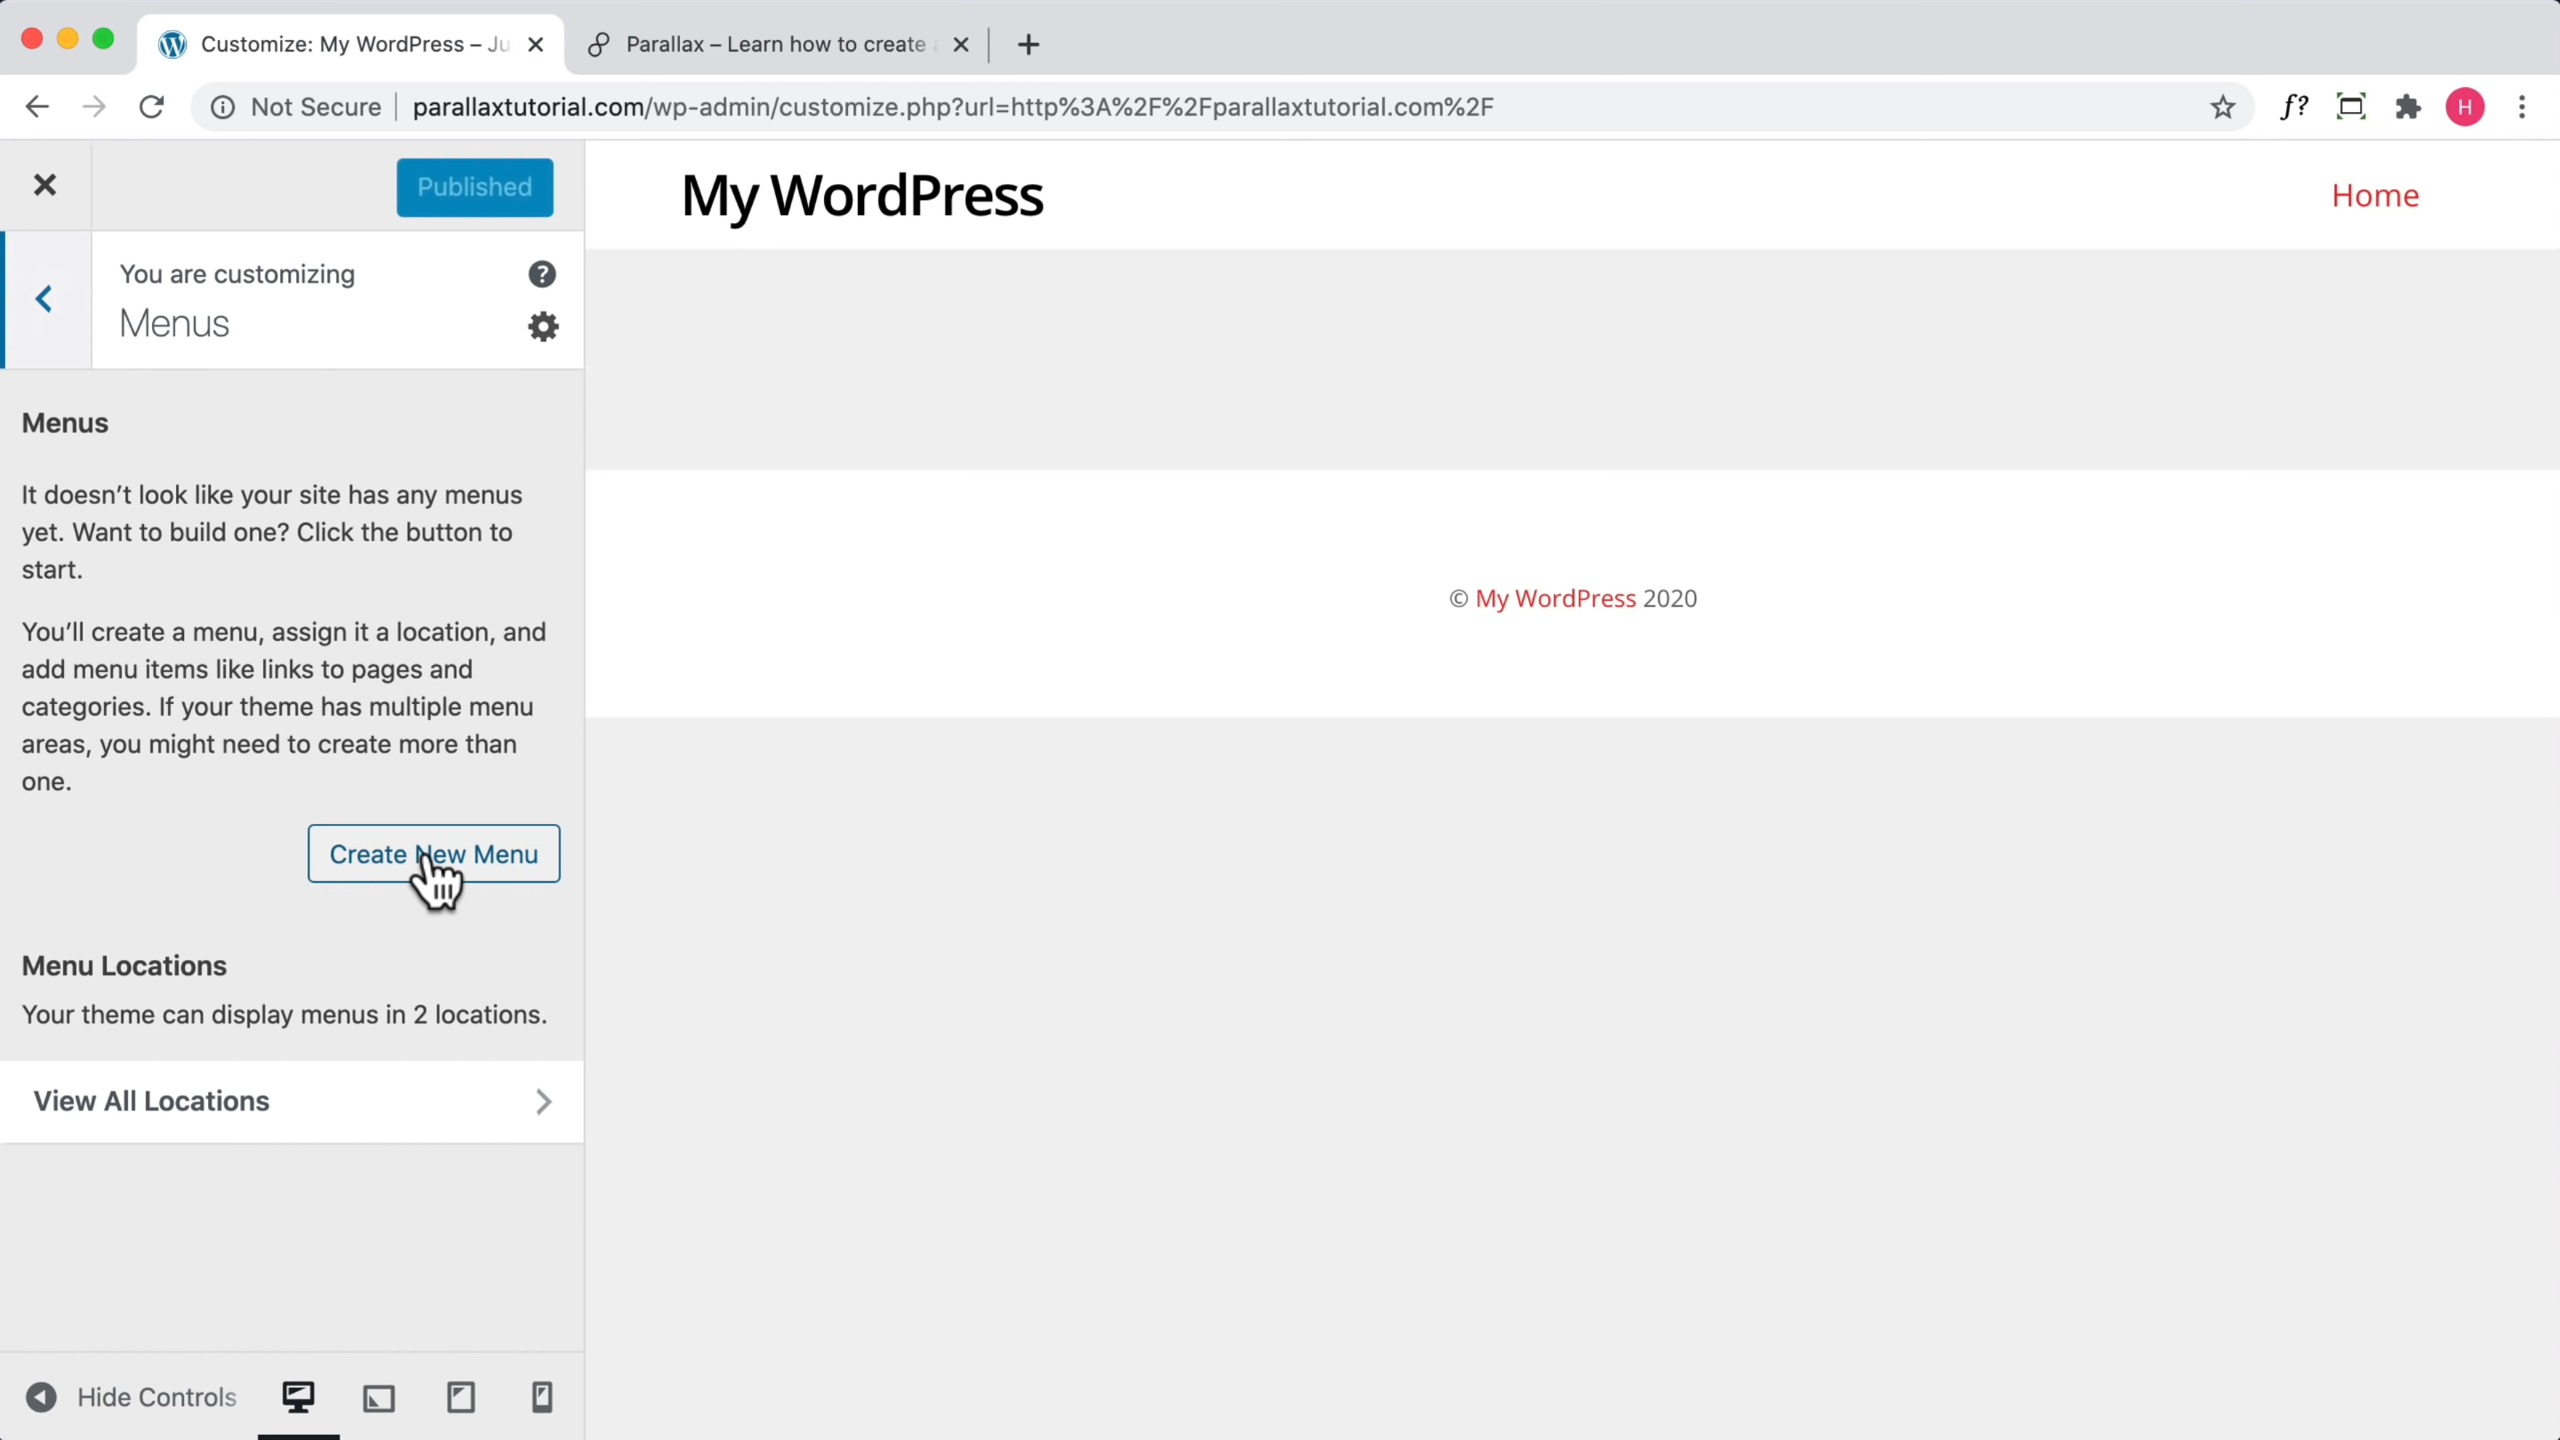 Customize: My WordPress – Ju
Parallax – Learn how to create
Not Secure
parallaxtutorial.com/wp-admin/customize.php?url=http%3A%2F%2Fparallaxtutorial.com%2F
f?
H
Published
My WordPress
Home
You are customizing
Menus
Menus
It doesn’t look like your site has any menus
yet. Want to build one? Click the button to
start.
© My WordPress 2020
You’ll create a menu, assign it a location, and
add menu items like links to pages and
categories. If your theme has multiple menu
areas, you might need to create more than
one.
Create New Menu
Menu Locations
Your theme can display menus in 2 locations.
View All Locations
Hide Controls